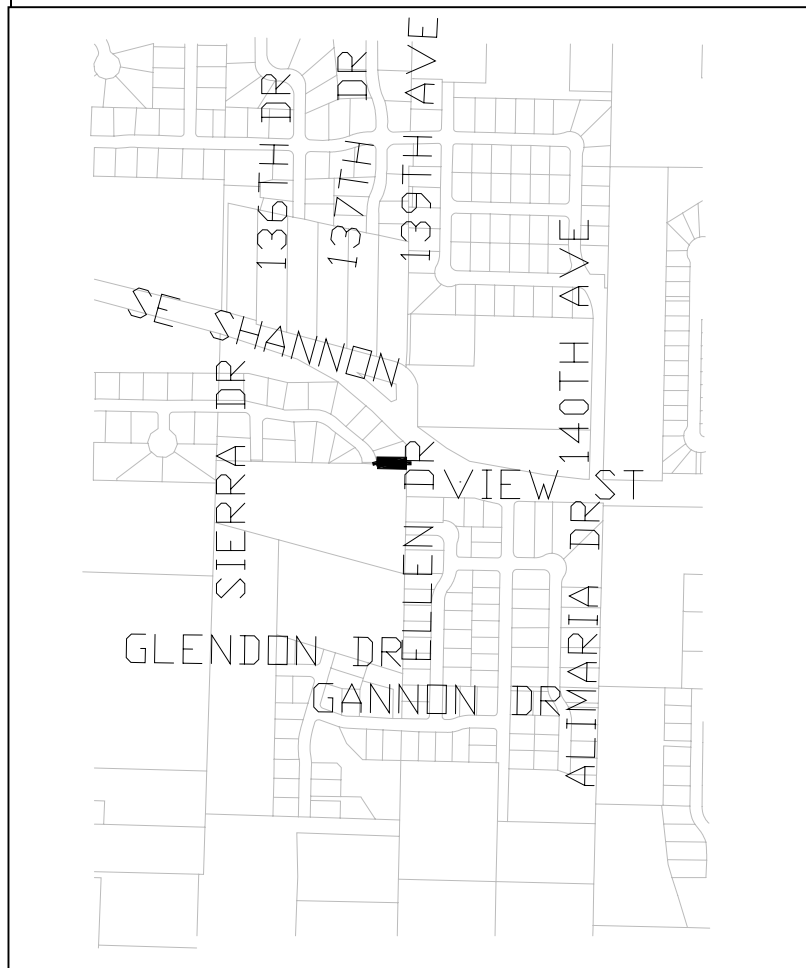 136TH DR
137TH DR
139TH AVE
140TH AVE
SE SHANNON
SIERRA DR
ELLEN DR
VIEW ST
GLENDON DR
GANNON DR
ALIMARIA DR